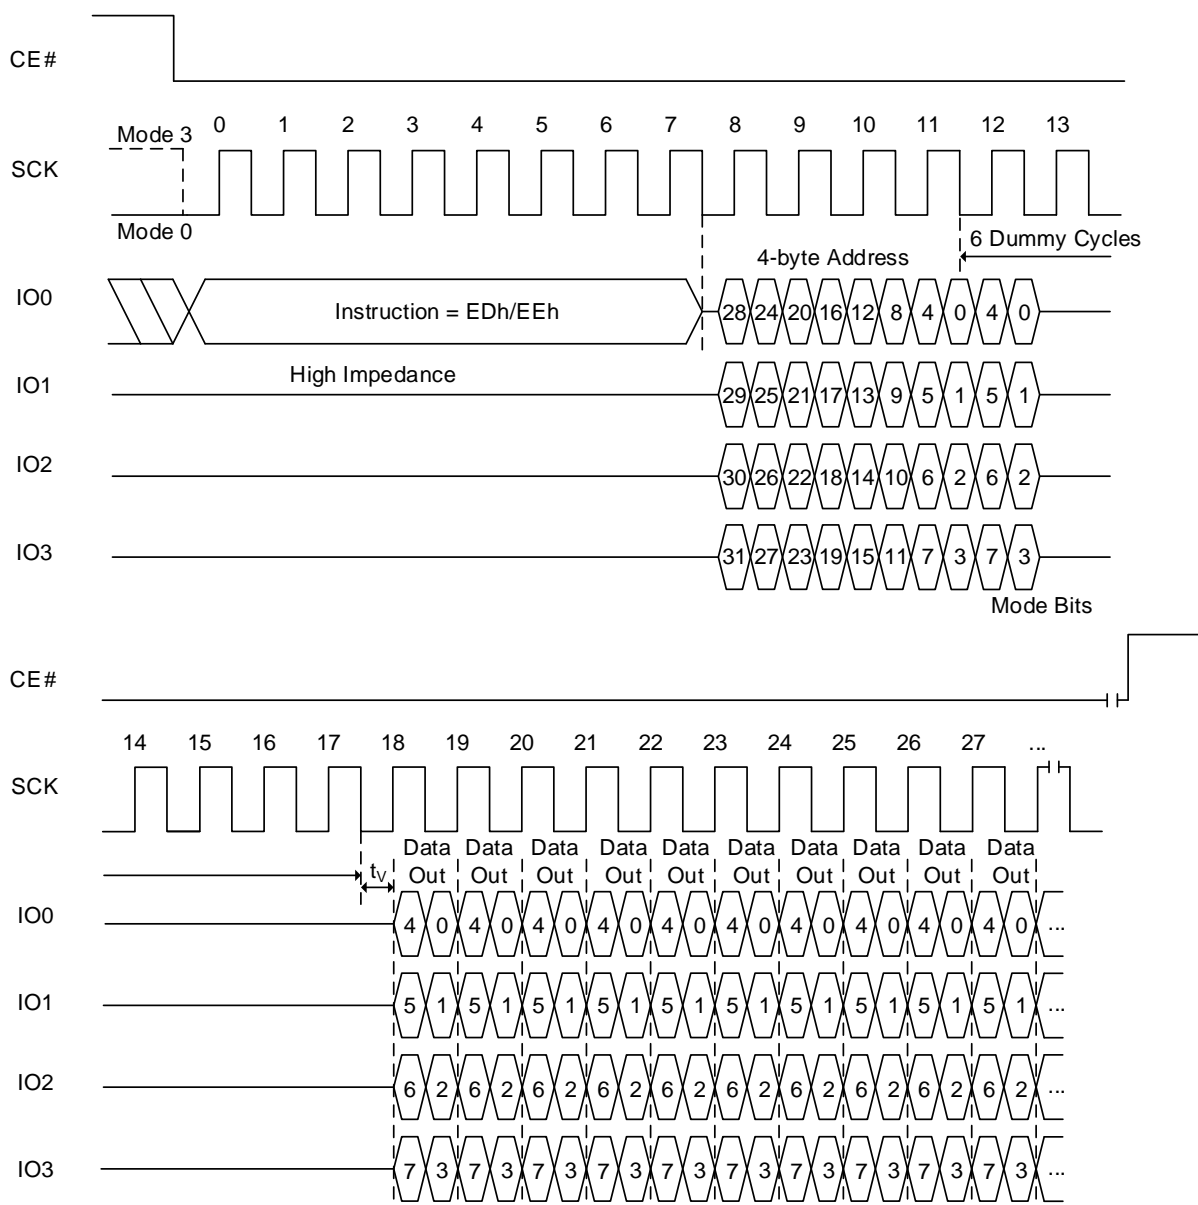 CE#
Mode 3 0 1 2 3 4 5 6 7 8 9 10 11 12 13
SCK
Mode 0
6 Dummy Cycles
4-byte Address
IO0 Instruction = EDh/EEh 28 24 20 16 12 8 4 0 4 0
High Impedance
IO1 29 25 21 17 13 9 5 1 5 1
IO2 30 26 22 18 14 10 6 2 6 2
IO3 31 27 23 19 15 11 7 3 7 3
Mode Bits
CE#
14 15 16 17 18 19 20 21 22 23 24 25 26 27 ...
SCK
Data Data Data Data Data Data Data Data Data Data
tV Out Out Out Out Out Out Out Out Out Out
IO0 4 0 4 0 4 0 4 0 4 0 4 0 4 0 4 0 4 0 4 0 ...
IO1 5 1 5 1 5 1 5 1 5 1 5 1 5 1 5 1 5 1 5 1 ...
IO2 6 2 6 2 6 2 6 2 6 2 6 2 6 2 6 2 6 2 6 2 ...
IO3 7 3 7 3 7 3 7 3 7 3 7 3 7 3 7 3 7 3 7 3 ...